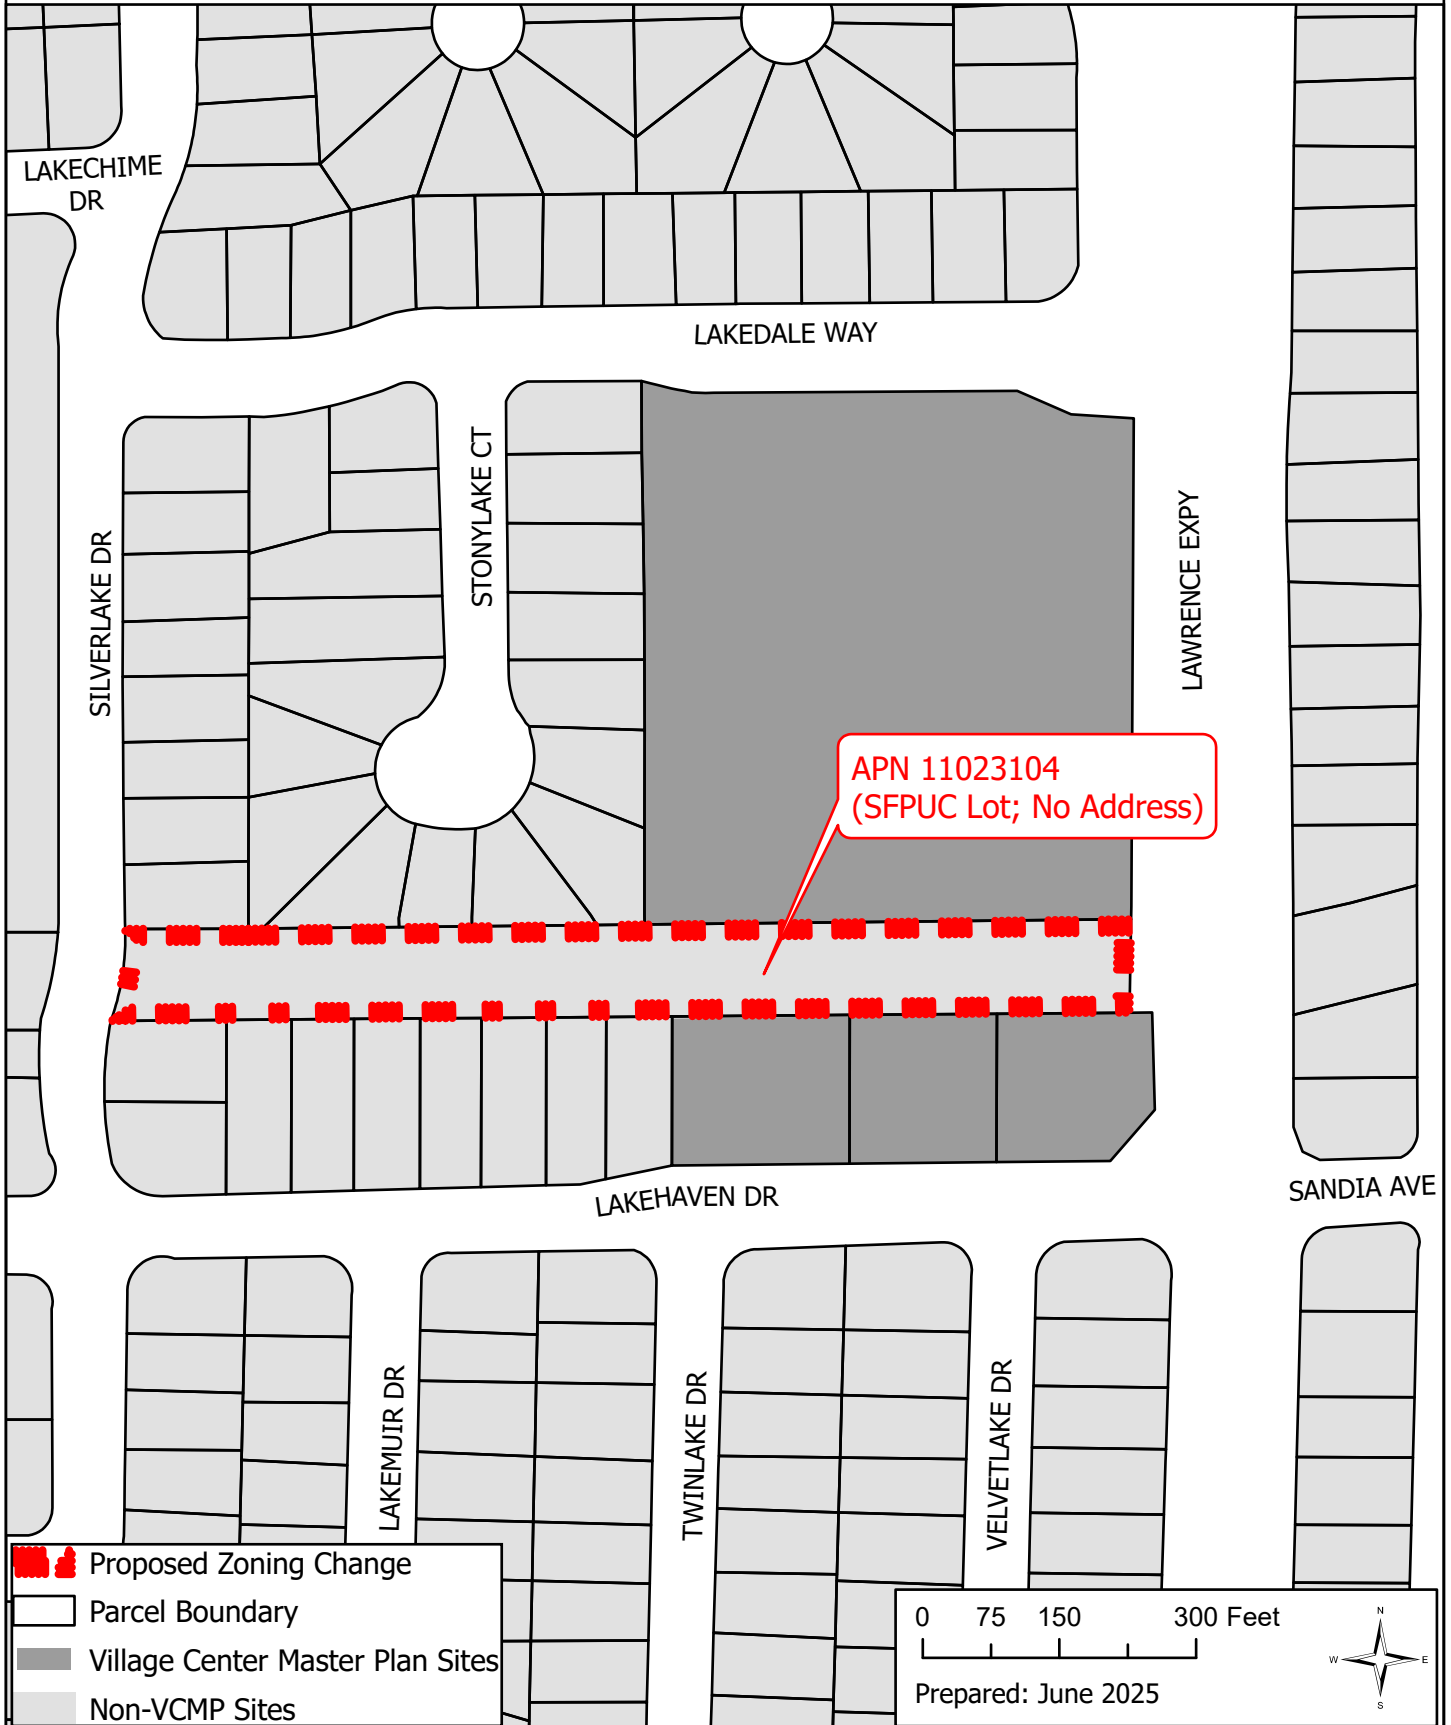 LAKECHIME
DR
LAKEDALE WAY
STONYLAKE CT
SILVERLAKE DR
LAWRENCE EXPY
APN 11023104
(SFPUC Lot; No Address)
LAKEHAVEN DR
SANDIA AVE
LAKEMUIR DR
TWINLAKE DR
VELVETLAKE DR
Proposed Zoning Change
Parcel Boundary
Village Center Master Plan Sites
Non-VCMP Sites
0 75 150 300 Feet
N
W E
S
Prepared: June 2025